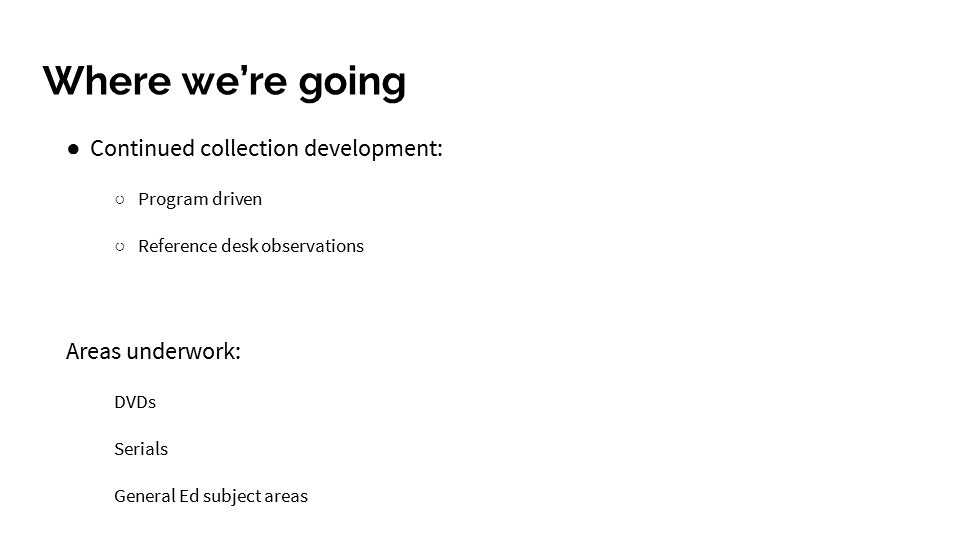 Where we’re going
● Continued collection development:
○ Program driven
○ Reference desk observations
Areas underwork:
DVDs
Serials
General Ed subject areas